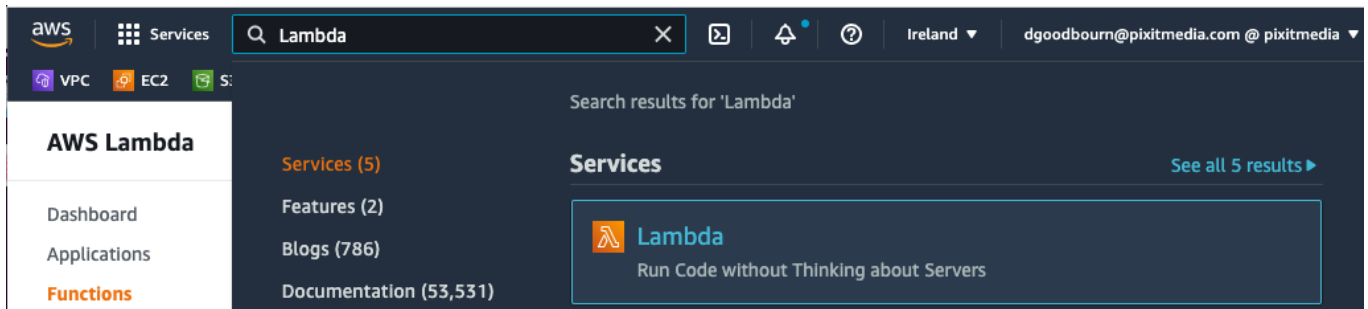 aws Services Lambda Ireland ▼ dgoodbourn@pixitmedia.com @ pixitmedia ▼
VPC EC2
Search results for 'Lambda'
AWS Lambda
Services (5)
Services
See all 5 results ▶
Dashboard
Features (2)
Lambda
Applications
Blogs (786)
Run Code without Thinking about Servers
Functions
Documentation (53,531)